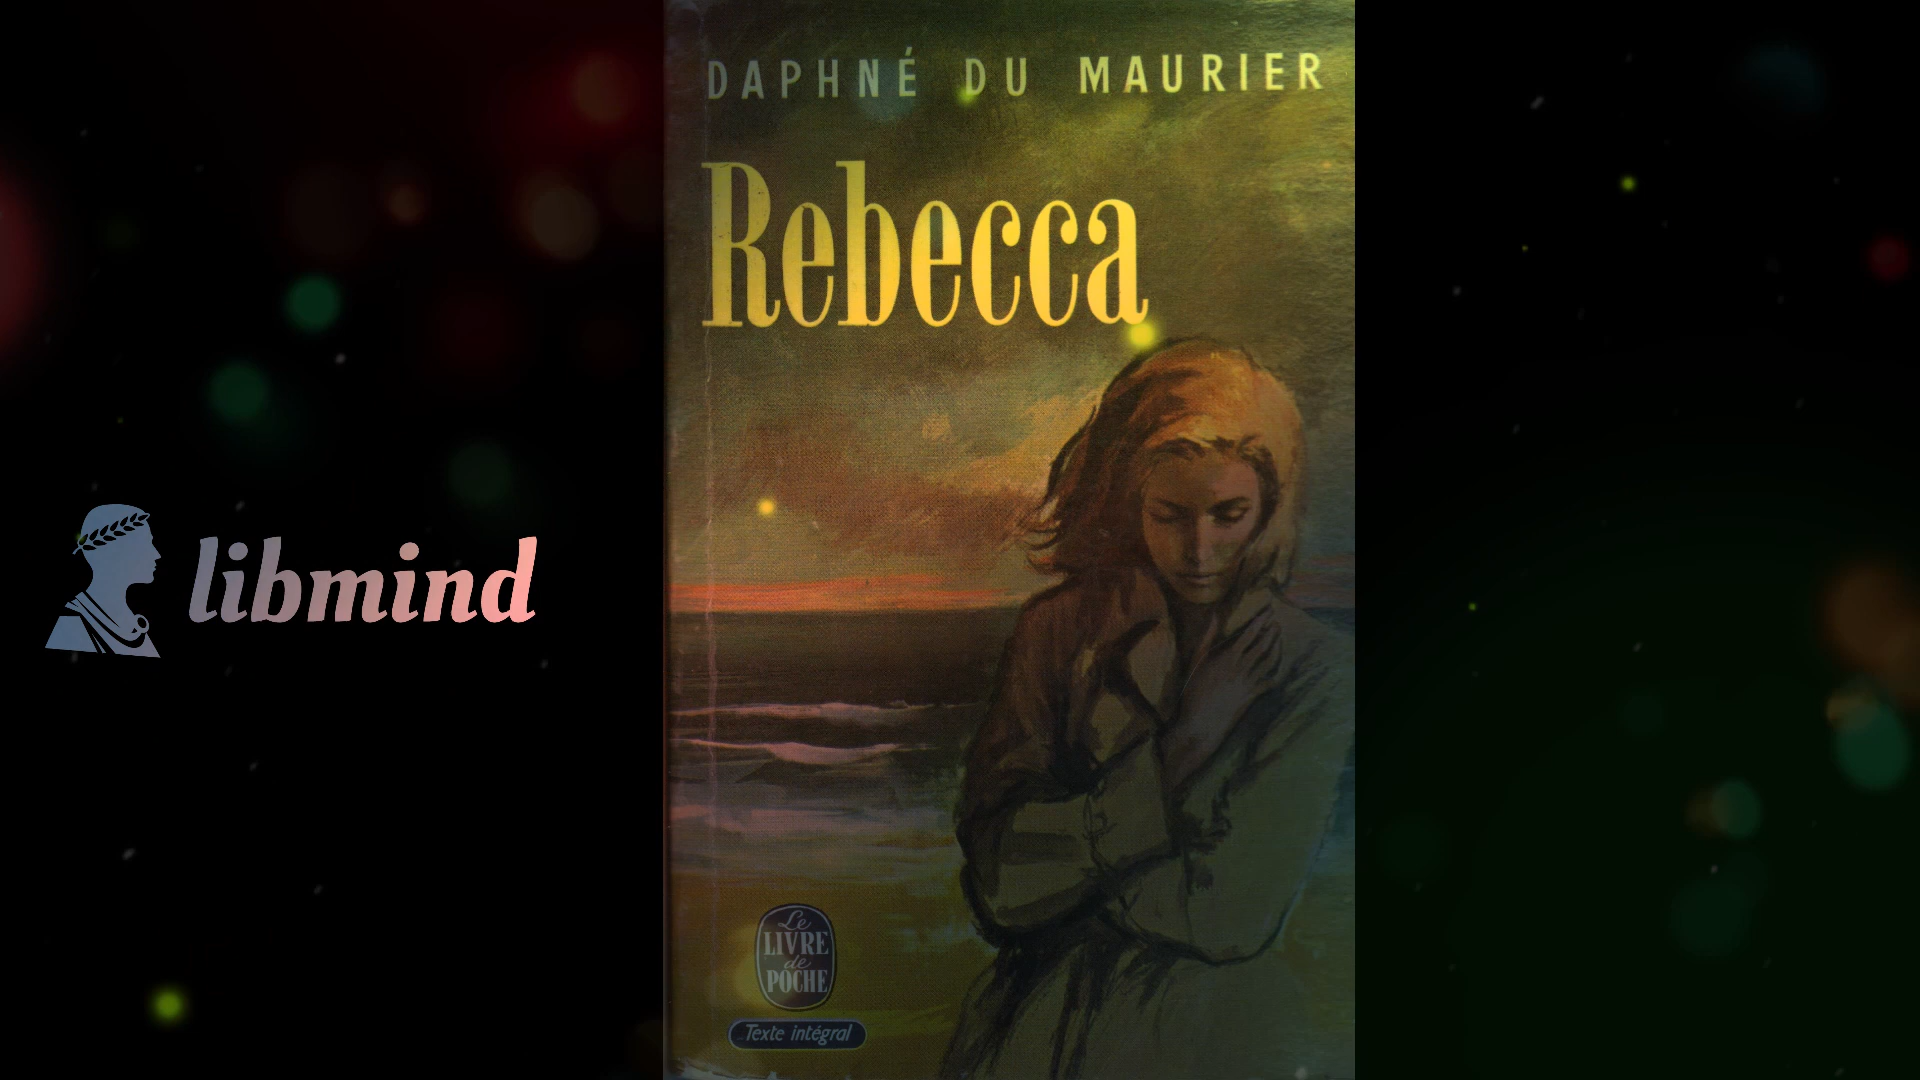 DAPHNÉ DU MAURIER
Rebecca
libmind
Le
LIVRE
de
POCHE
Texte intégral